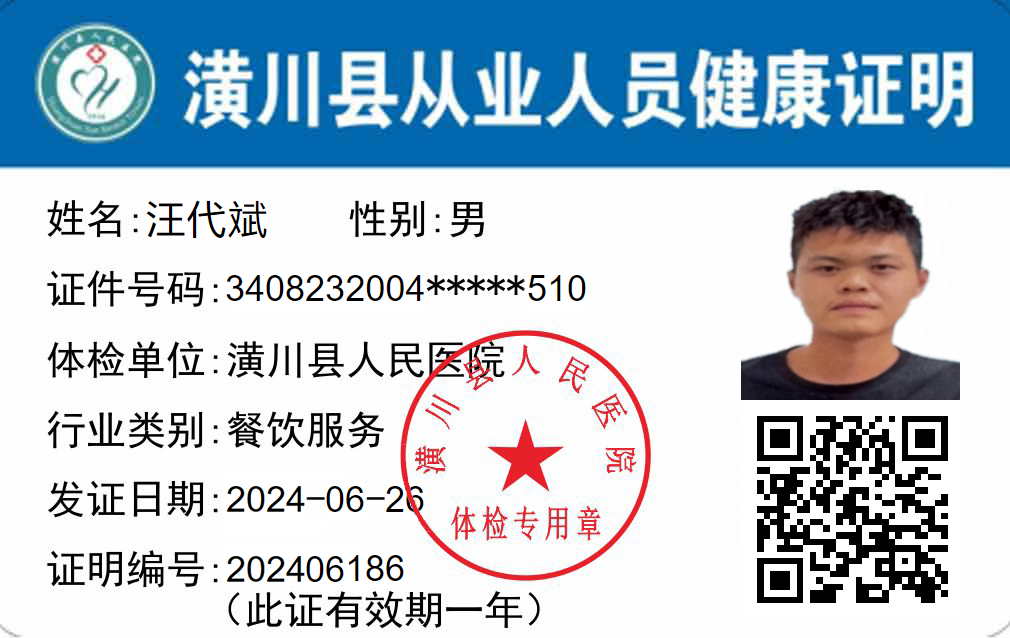 潢川县从业人员健康证明
姓名:汪代斌 性别:男
证件号码:3408232004*****510
体检单位:潢川县人民医院
行业类别:餐饮服务
发证日期:2024-06-26
证明编号:202406186
(此证有效期一年)
潢川县人民医院
体检专用章